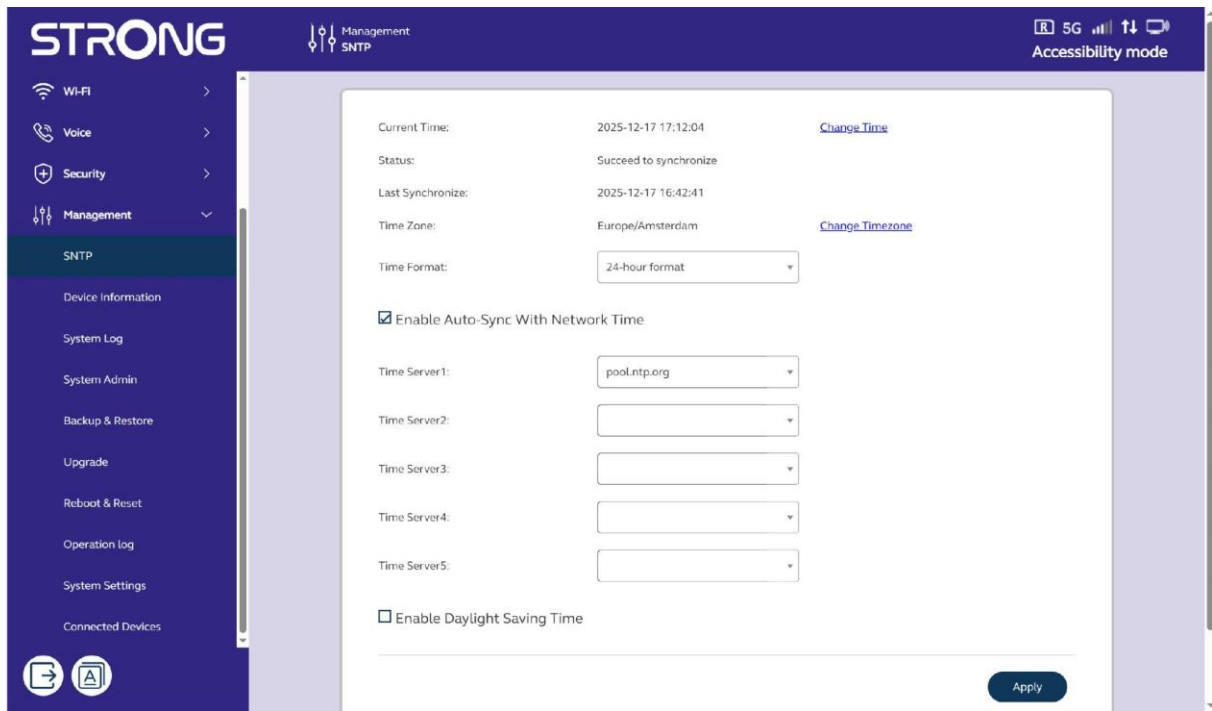 STRONG
Management
SNTP
R 5G
Accessibility mode
Wi-Fi
Voice
Security
Management
SNTP
Device Information
System Log
System Admin
Backup & Restore
Upgrade
Reboot & Reset
Operation log
System Settings
Connected Devices
A
Current Time: 2025-12-17 17:12:04 Change Time
Status: Succeed to synchronize
Last Synchronize: 2025-12-17 16:42:41
Time Zone: Europe/Amsterdam Change Timezone
Time Format: 24-hour format
Enable Auto-Sync With Network Time
Time Server1: pool.ntp.org
Time Server2:
Time Server3:
Time Server4:
Time Server5:
Enable Daylight Saving Time
Apply